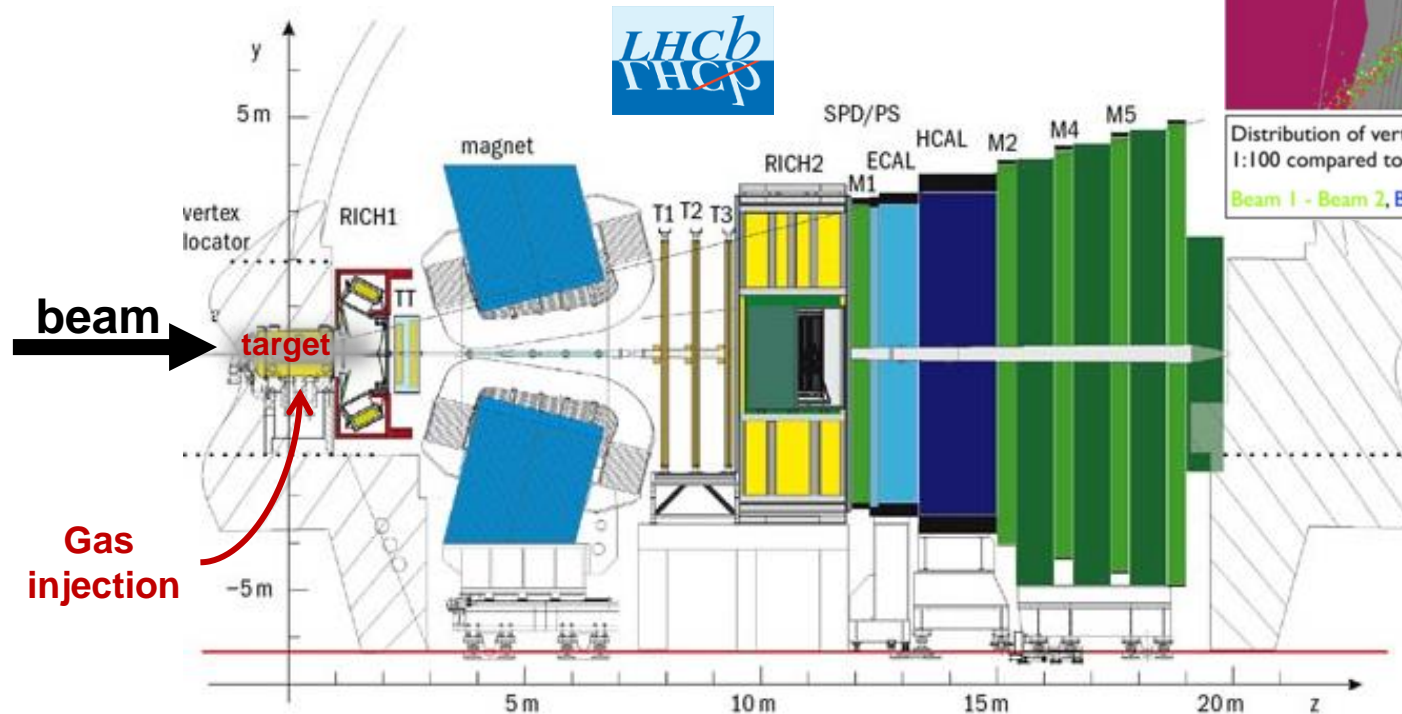 y
LHCb
LHCb
5 m
SPD/PS
HCAL
M2
M4
M5
magnet
RICH2
M1
ECAL
Distribution of vert
1:100 compared to
Beam 1 - Beam 2, B
vertex
locator
RICH1
T1
T2
T3
TT
beam
target
Gas
injection
−5 m
5 m
10 m
15 m
20 m
z